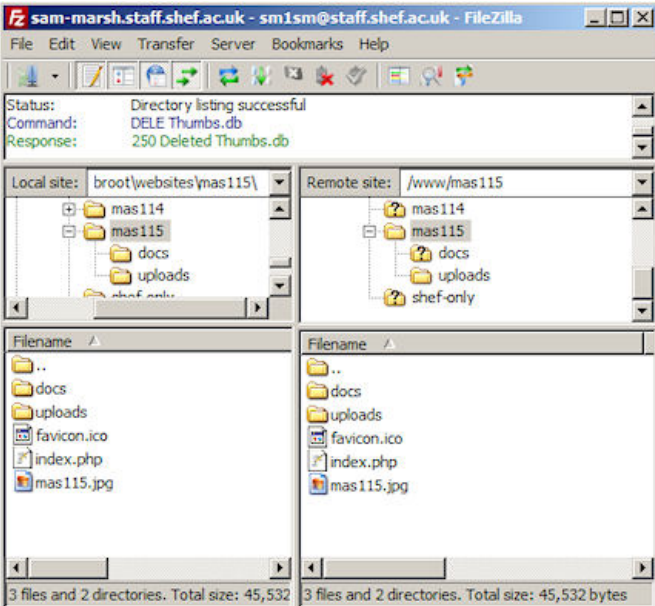 sam-marsh.staff.shef.ac.uk - sm1sm@staff.shef.ac.uk - FileZilla
File Edit View Transfer Server Bookmarks Help
Status: Directory listing successful
Command: DELE Thumbs.db
Response: 250 Deleted Thumbs.db
Local site: broot\websites\mas115\
mas114
mas115
docs
uploads
shef-only
Remote site: /www/mas115
mas114
mas115
docs
uploads
shef-only
Filename
..
docs
uploads
favicon.ico
index.php
mas115.jpg
3 files and 2 directories. Total size: 45,532
Filename
..
docs
uploads
favicon.ico
index.php
mas115.jpg
3 files and 2 directories. Total size: 45,532 bytes